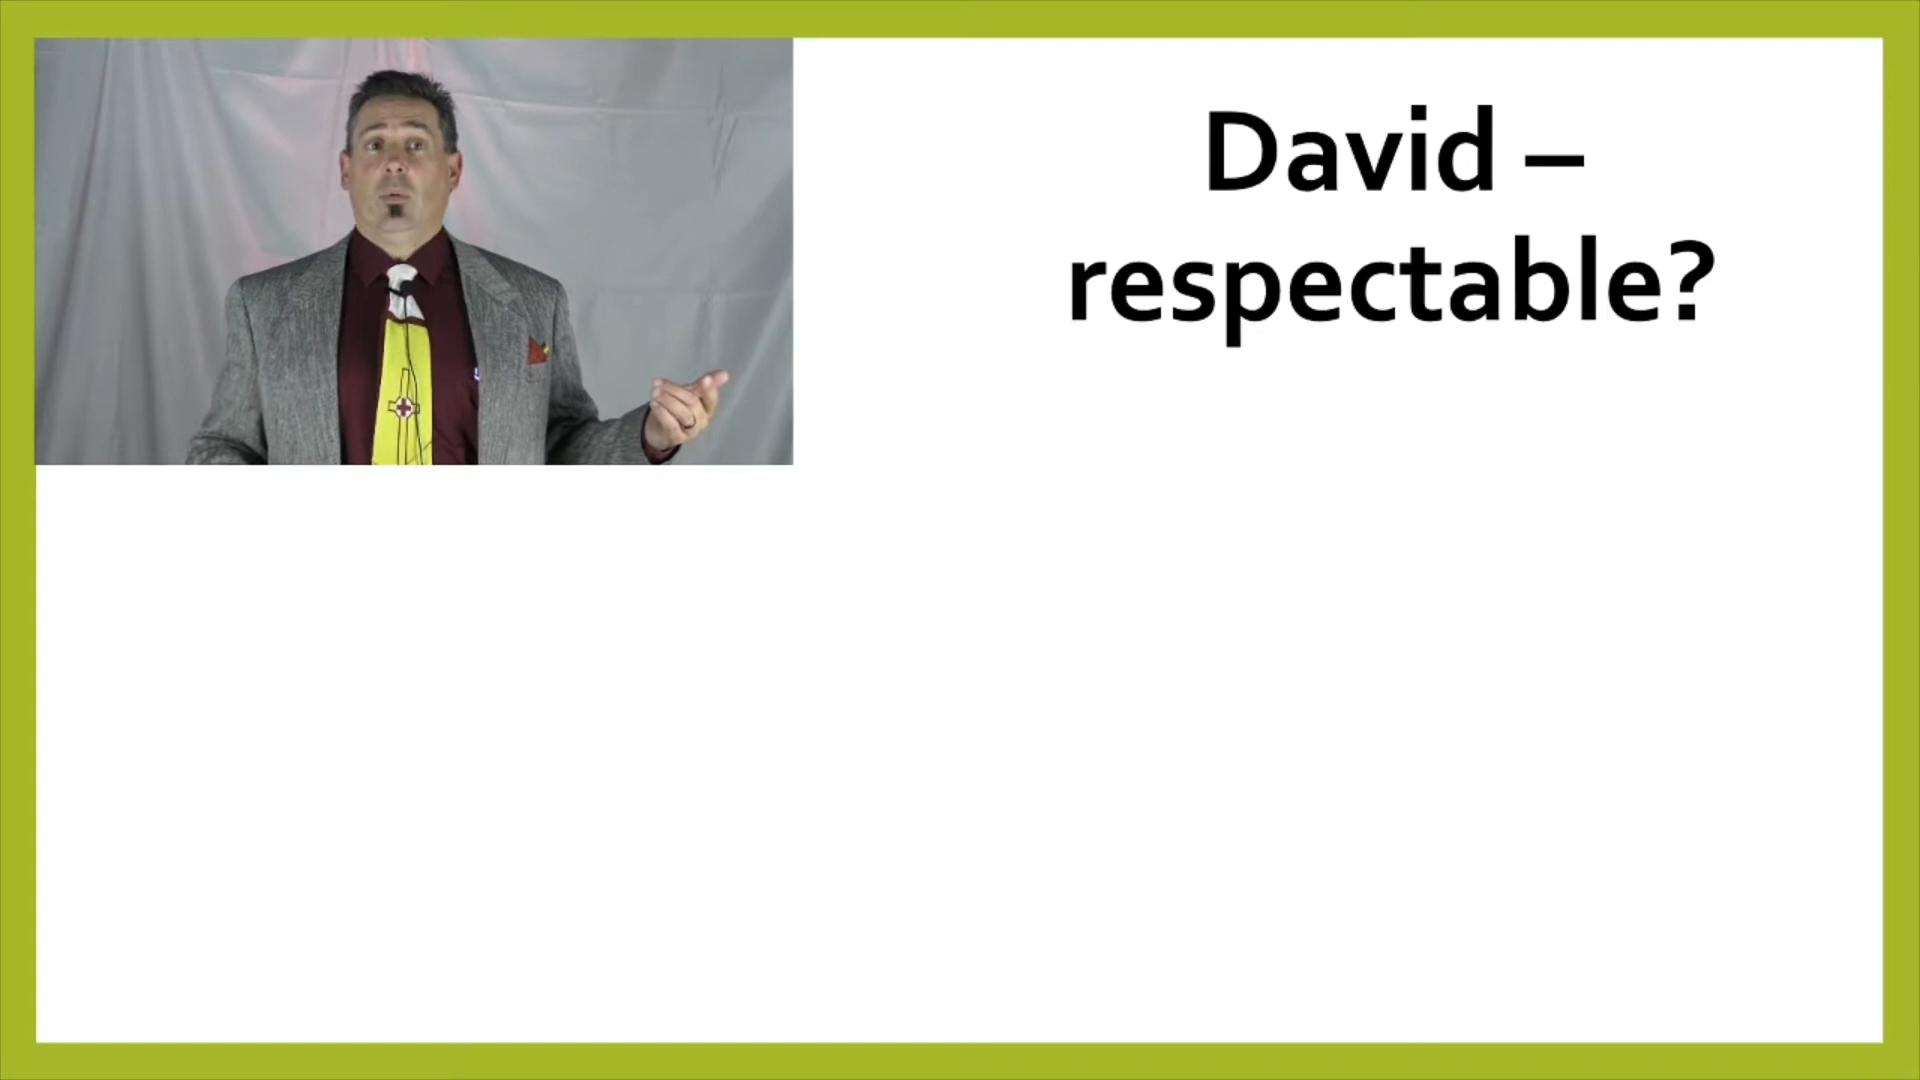 David –
respectable?